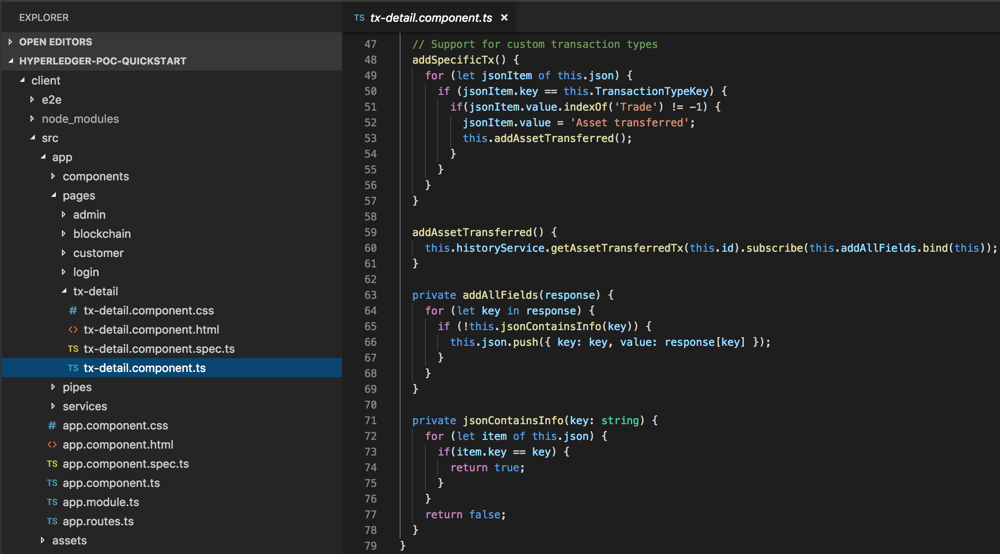 EXPLORER
OPEN EDITORS
HYPERLEDGER-POC-QUICKSTART
client
e2e
node_modules
src
app
components
pages
admin
blockchain
customer
login
tx-detail
# tx-detail.component.css
<> tx-detail.component.html
TS tx-detail.component.spec.ts
TS tx-detail.component.ts
pipes
services
# app.component.css
<> app.component.html
TS app.component.spec.ts
TS app.component.ts
TS app.module.ts
TS app.routes.ts
assets
TS tx-detail.component.ts ×
47 // Support for custom transaction types
48 addSpecificTx() {
49 for (let jsonItem of this.json) {
50 if (jsonItem.key == this.TransactionTypeKey) {
51 if(jsonItem.value.indexOf('Trade') != -1) {
52 jsonItem.value = 'Asset transferred';
53 this.addAssetTransferred();
54 }
55 }
56 }
57 }
58
59 addAssetTransferred() {
60 this.historyService.getAssetTransferredTx(this.id).subscribe(this.addAllFields.bind(this));
61 }
62
63 private addAllFields(response) {
64 for (let key in response) {
65 if (!this.jsonContainsInfo(key)) {
66 this.json.push({ key: key, value: response[key] });
67 }
68 }
69 }
70
71 private jsonContainsInfo(key: string) {
72 for (let item of this.json) {
73 if(item.key == key) {
74 return true;
75 }
76 }
77 return false;
78 }
79 }